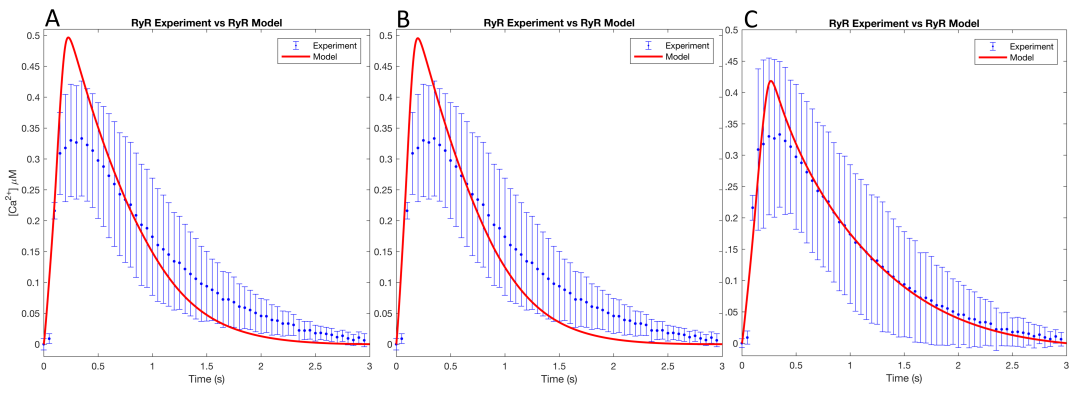 A
RyR Experiment vs RyR Model
0.5
0.45
0.4
0.35
0.3
0.25
0.2
0.15
0.1
0.05
0
[Ca2+] μM
0 0.5 1 1.5 2 2.5 3
Time (s)
Experiment
Model
B
RyR Experiment vs RyR Model
0.5
0.45
0.4
0.35
0.3
0.25
0.2
0.15
0.1
0.05
0
0 0.5 1 1.5 2 2.5 3
Time (s)
Experiment
Model
C
RyR Experiment vs RyR Model
0.5
.45
0.4
.35
0.3
.25
0.2
.15
0.1
.05
0
0 0.5 1 1.5 2 2.5 3
Time (s)
Experiment
Model